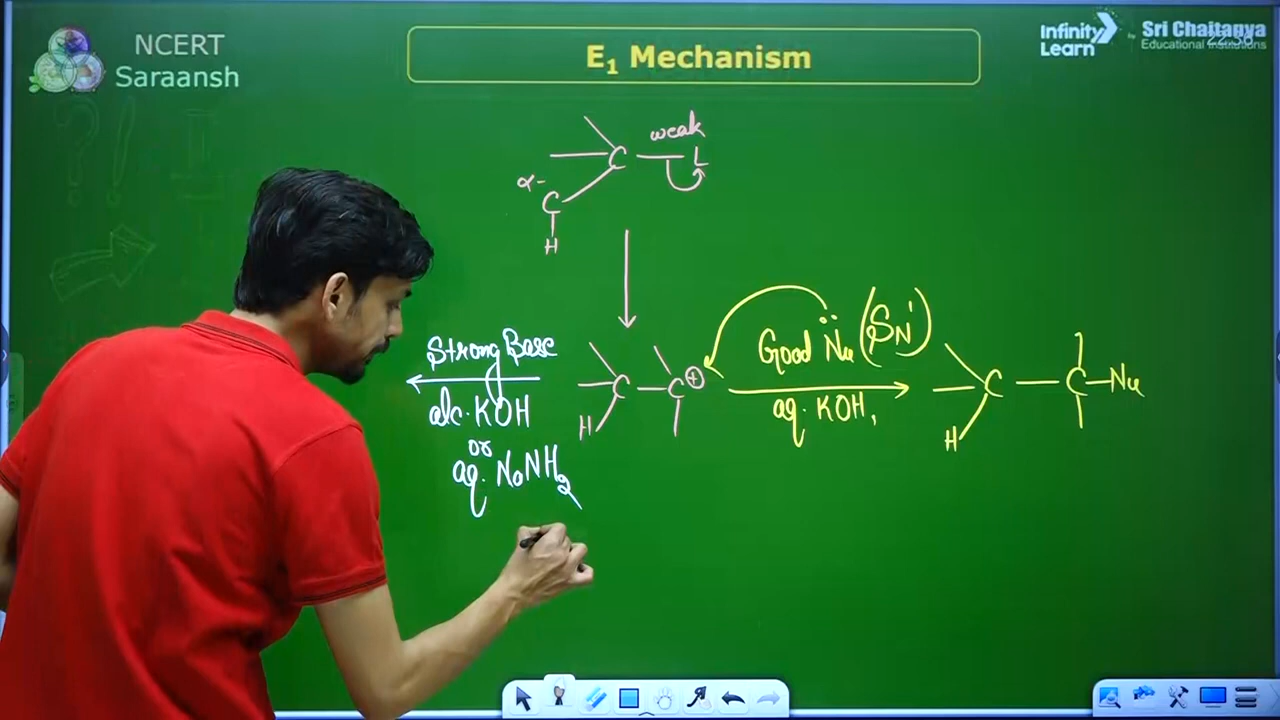 NCERT
Saraansh
E₁ Mechanism
Infinity
Learn
by
Sri Chaitanya
Educational Institutions
weak
C
L
α-
C
H
Strong Base
alc. KOH
or
aq. NaNH₂
C
C
⊕
H
Good Nu (SN¹)
aq. KOH,
C
C
Nu
H